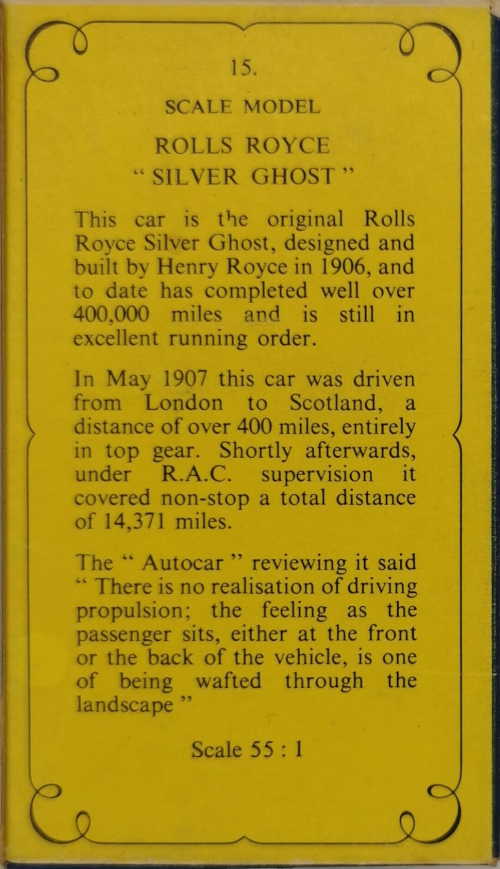 15.
SCALE MODEL
ROLLS ROYCE
“ SILVER GHOST ”
This car is the original Rolls
Royce Silver Ghost, designed and
built by Henry Royce in 1906, and
to date has completed well over
400,000 miles and is still in
excellent running order.
In May 1907 this car was driven
from London to Scotland, a
distance of over 400 miles, entirely
in top gear. Shortly afterwards,
under R.A.C. supervision it
covered non-stop a total distance
of 14,371 miles.
The “ Autocar ” reviewing it said
“ There is no realisation of driving
propulsion; the feeling as the
passenger sits, either at the front
or the back of the vehicle, is one
of being wafted through the
landscape ”
Scale 55 : 1